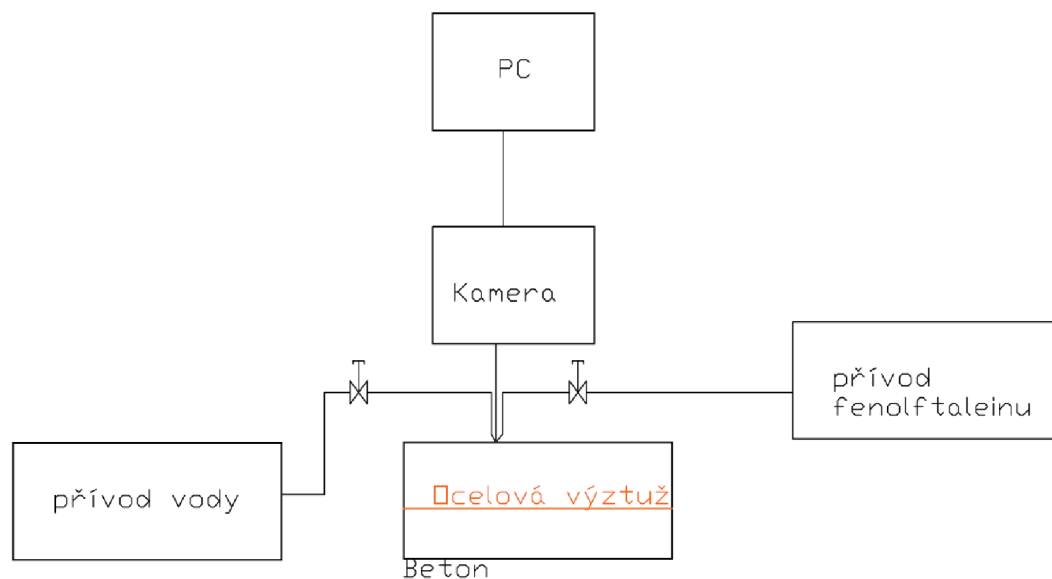 PC
Kamera
přívod
fenolftaleinu
přívod vody
Ocelová výztuž
Beton